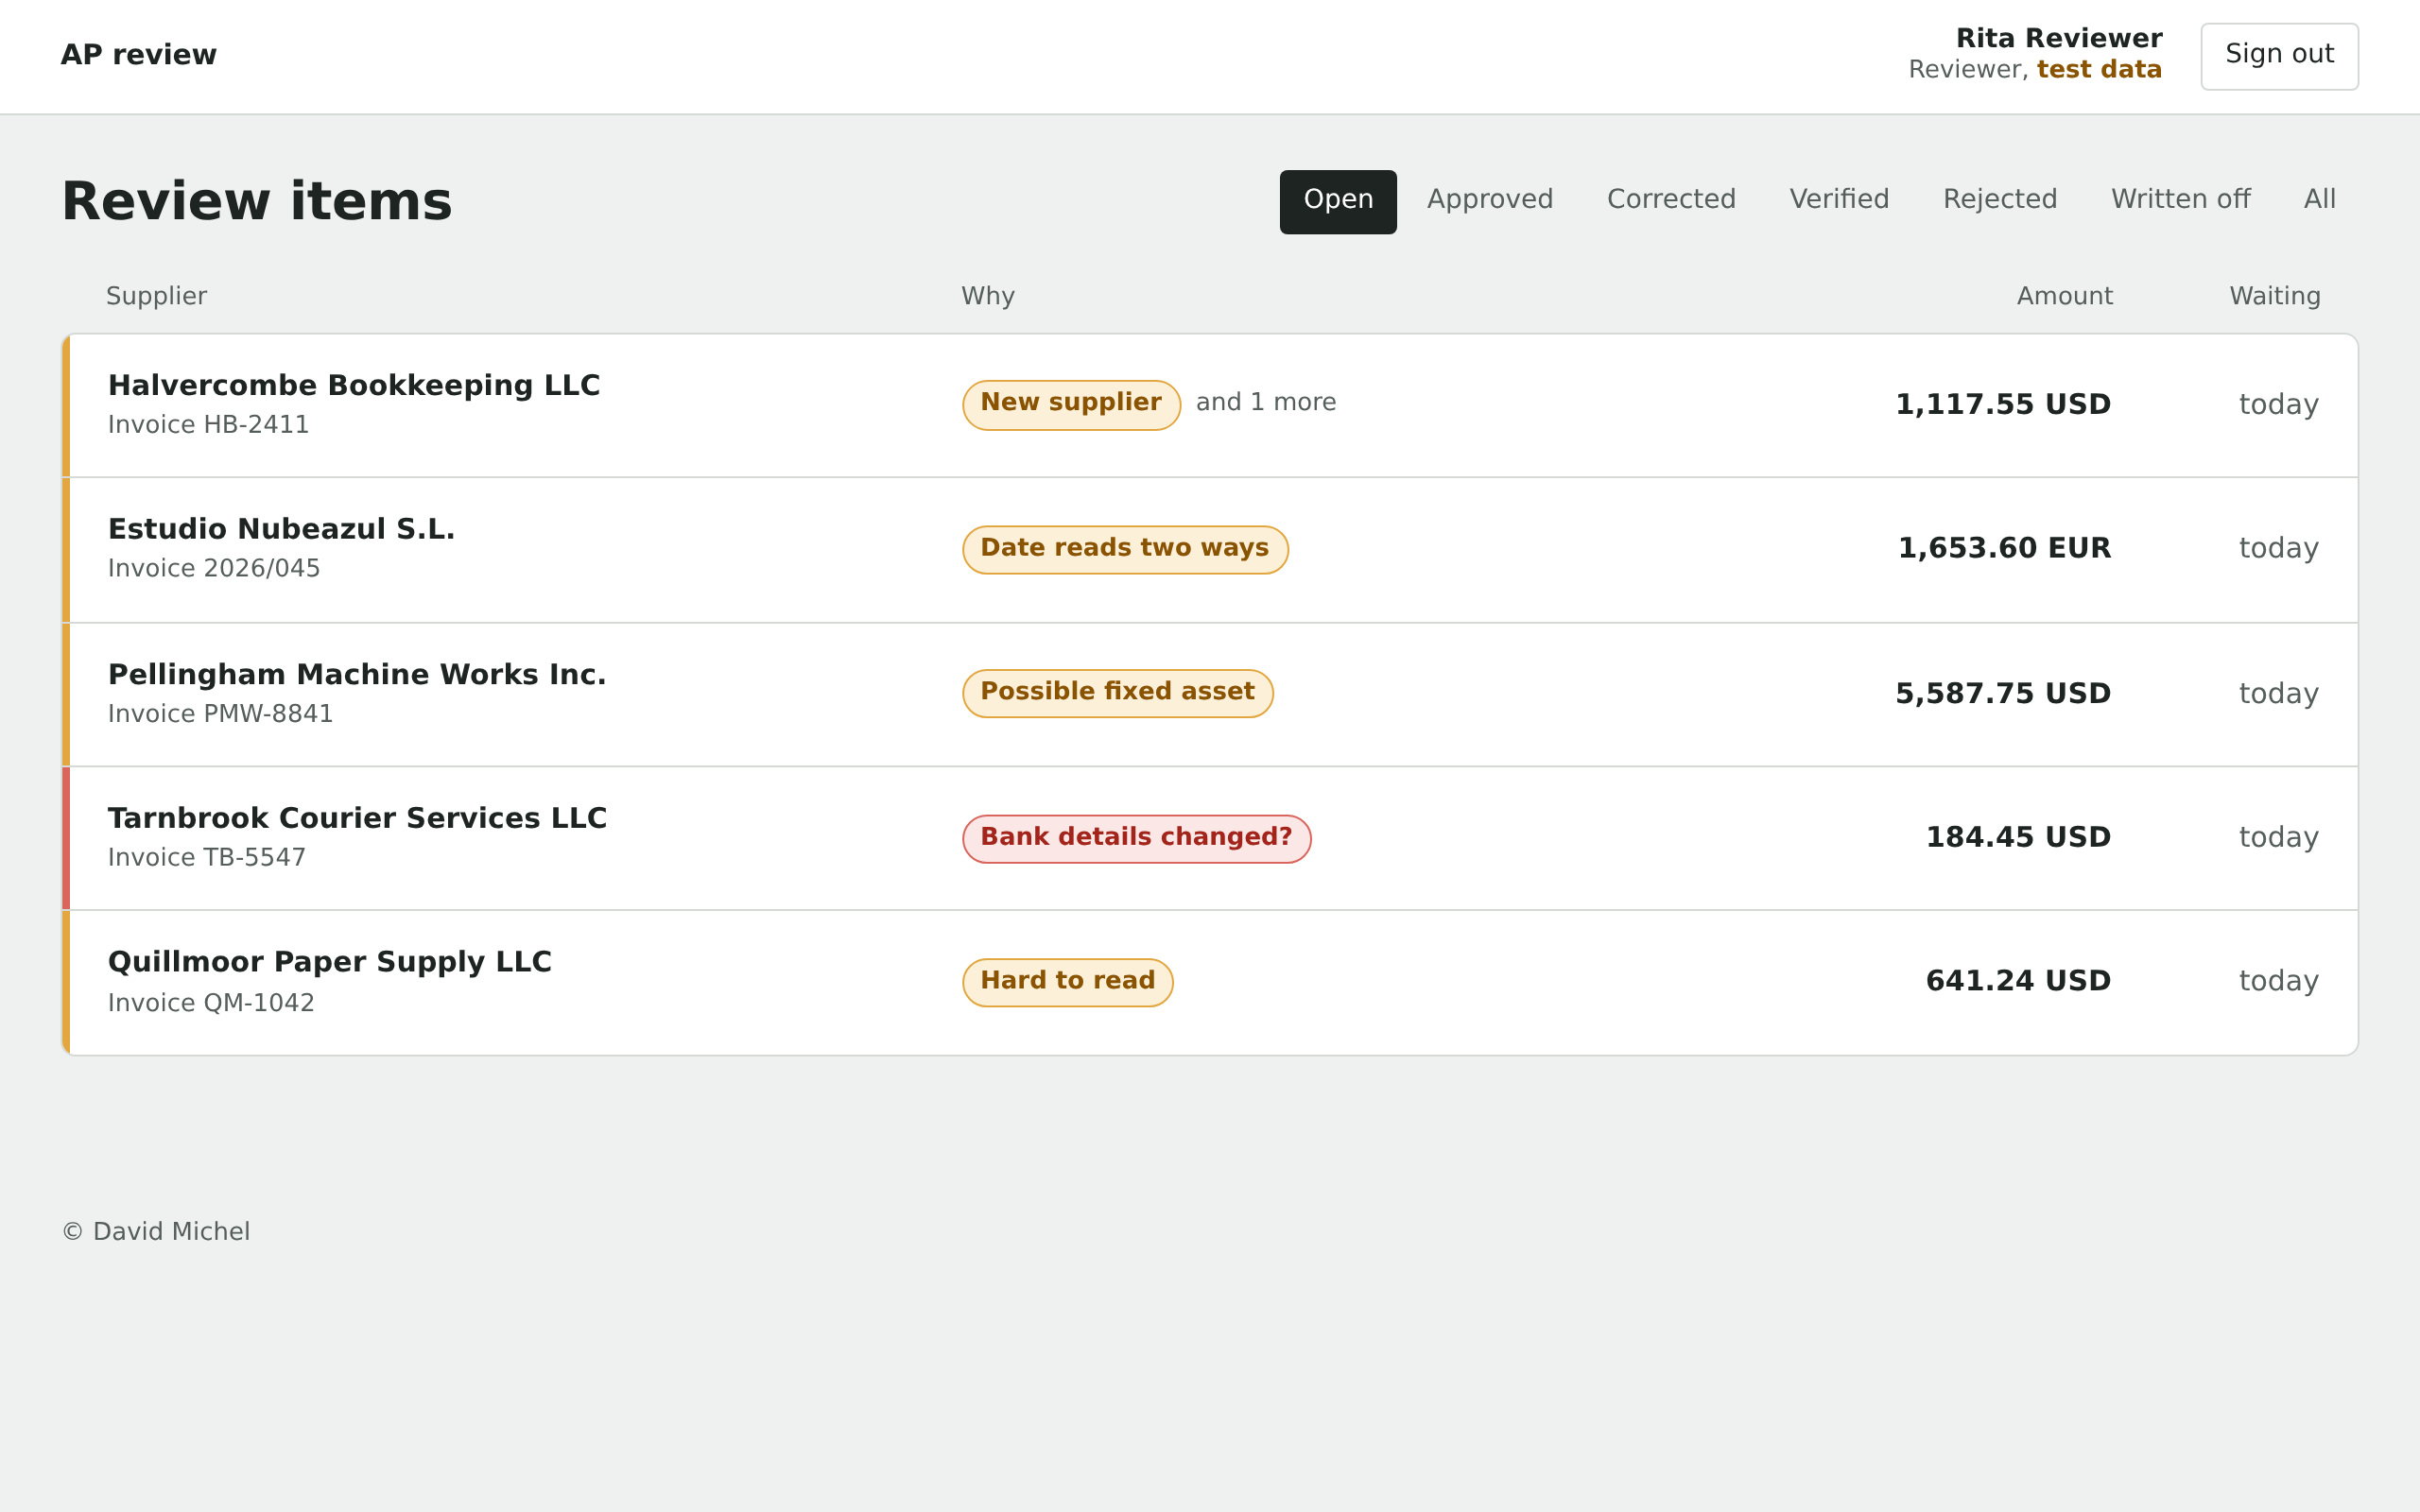 AP review
Rita Reviewer
Reviewer, test data
Sign out
Review items
Open Approved Corrected Verified Rejected Written off All
Supplier Why Amount Waiting
Halvercombe Bookkeeping LLC
Invoice HB-2411
New supplier and 1 more
1,117.55 USD
today
Estudio Nubeazul S.L.
Invoice 2026/045
Date reads two ways
1,653.60 EUR
today
Pellingham Machine Works Inc.
Invoice PMW-8841
Possible fixed asset
5,587.75 USD
today
Tarnbrook Courier Services LLC
Invoice TB-5547
Bank details changed?
184.45 USD
today
Quillmoor Paper Supply LLC
Invoice QM-1042
Hard to read
641.24 USD
today
© David Michel